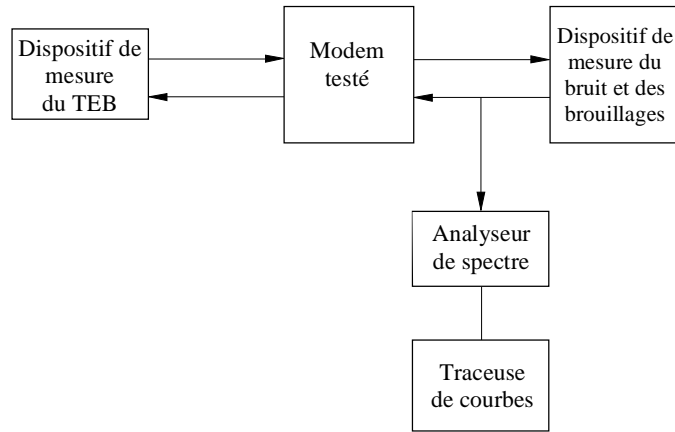 Dispositif de
mesure
du TEB
Modem
testé
Dispositif de
mesure du
bruit et des
brouillages
Analyseur
de spectre
Traceuse
de courbes